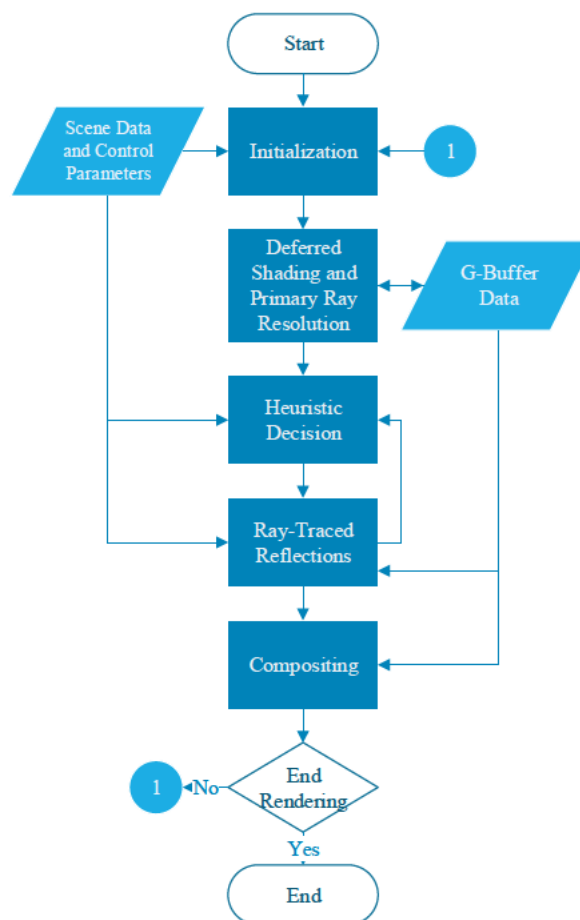 Start
Scene Data
and Control
Parameters
Initialization
1
Deferred
Shading and
Primary Ray
Resolution
G-Buffer
Data
Heuristic
Decision
Ray-Traced
Reflections
Compositing
1
No
End
Rendering
Yes
End